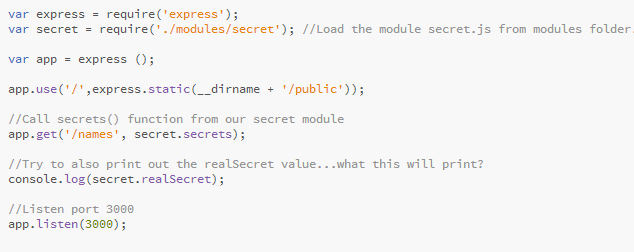 var express = require('express');
var secret = require('./modules/secret'); //Load the module secret.js from modules folder.
var app = express ();
app.use('/',express.static(__dirname + '/public'));
//Call secrets() function from our secret module
app.get('/names', secret.secrets);
//Try to also print out the realSecret value...what this will print?
console.log(secret.realSecret);
//Listen port 3000
app.listen(3000);